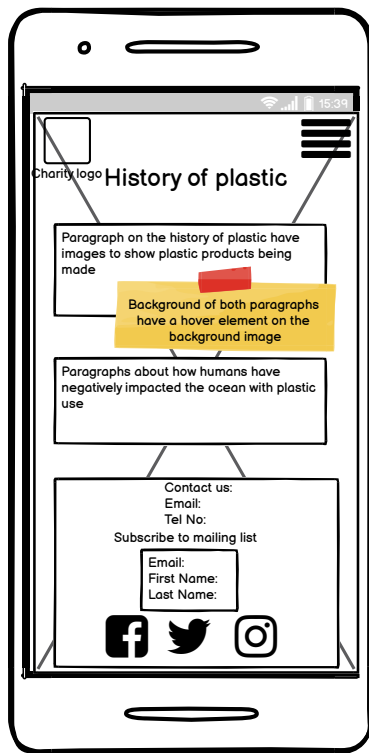 15:39
Charity logo
History of plastic
Paragraph on the history of plastic have
images to show plastic products being
made
Background of both paragraphs
have a hover element on the
background image
Paragraphs about how humans have
negatively impacted the ocean with plastic
use
Contact us:
Email:
Tel No:
Subscribe to mailing list
Email:
First Name:
Last Name: